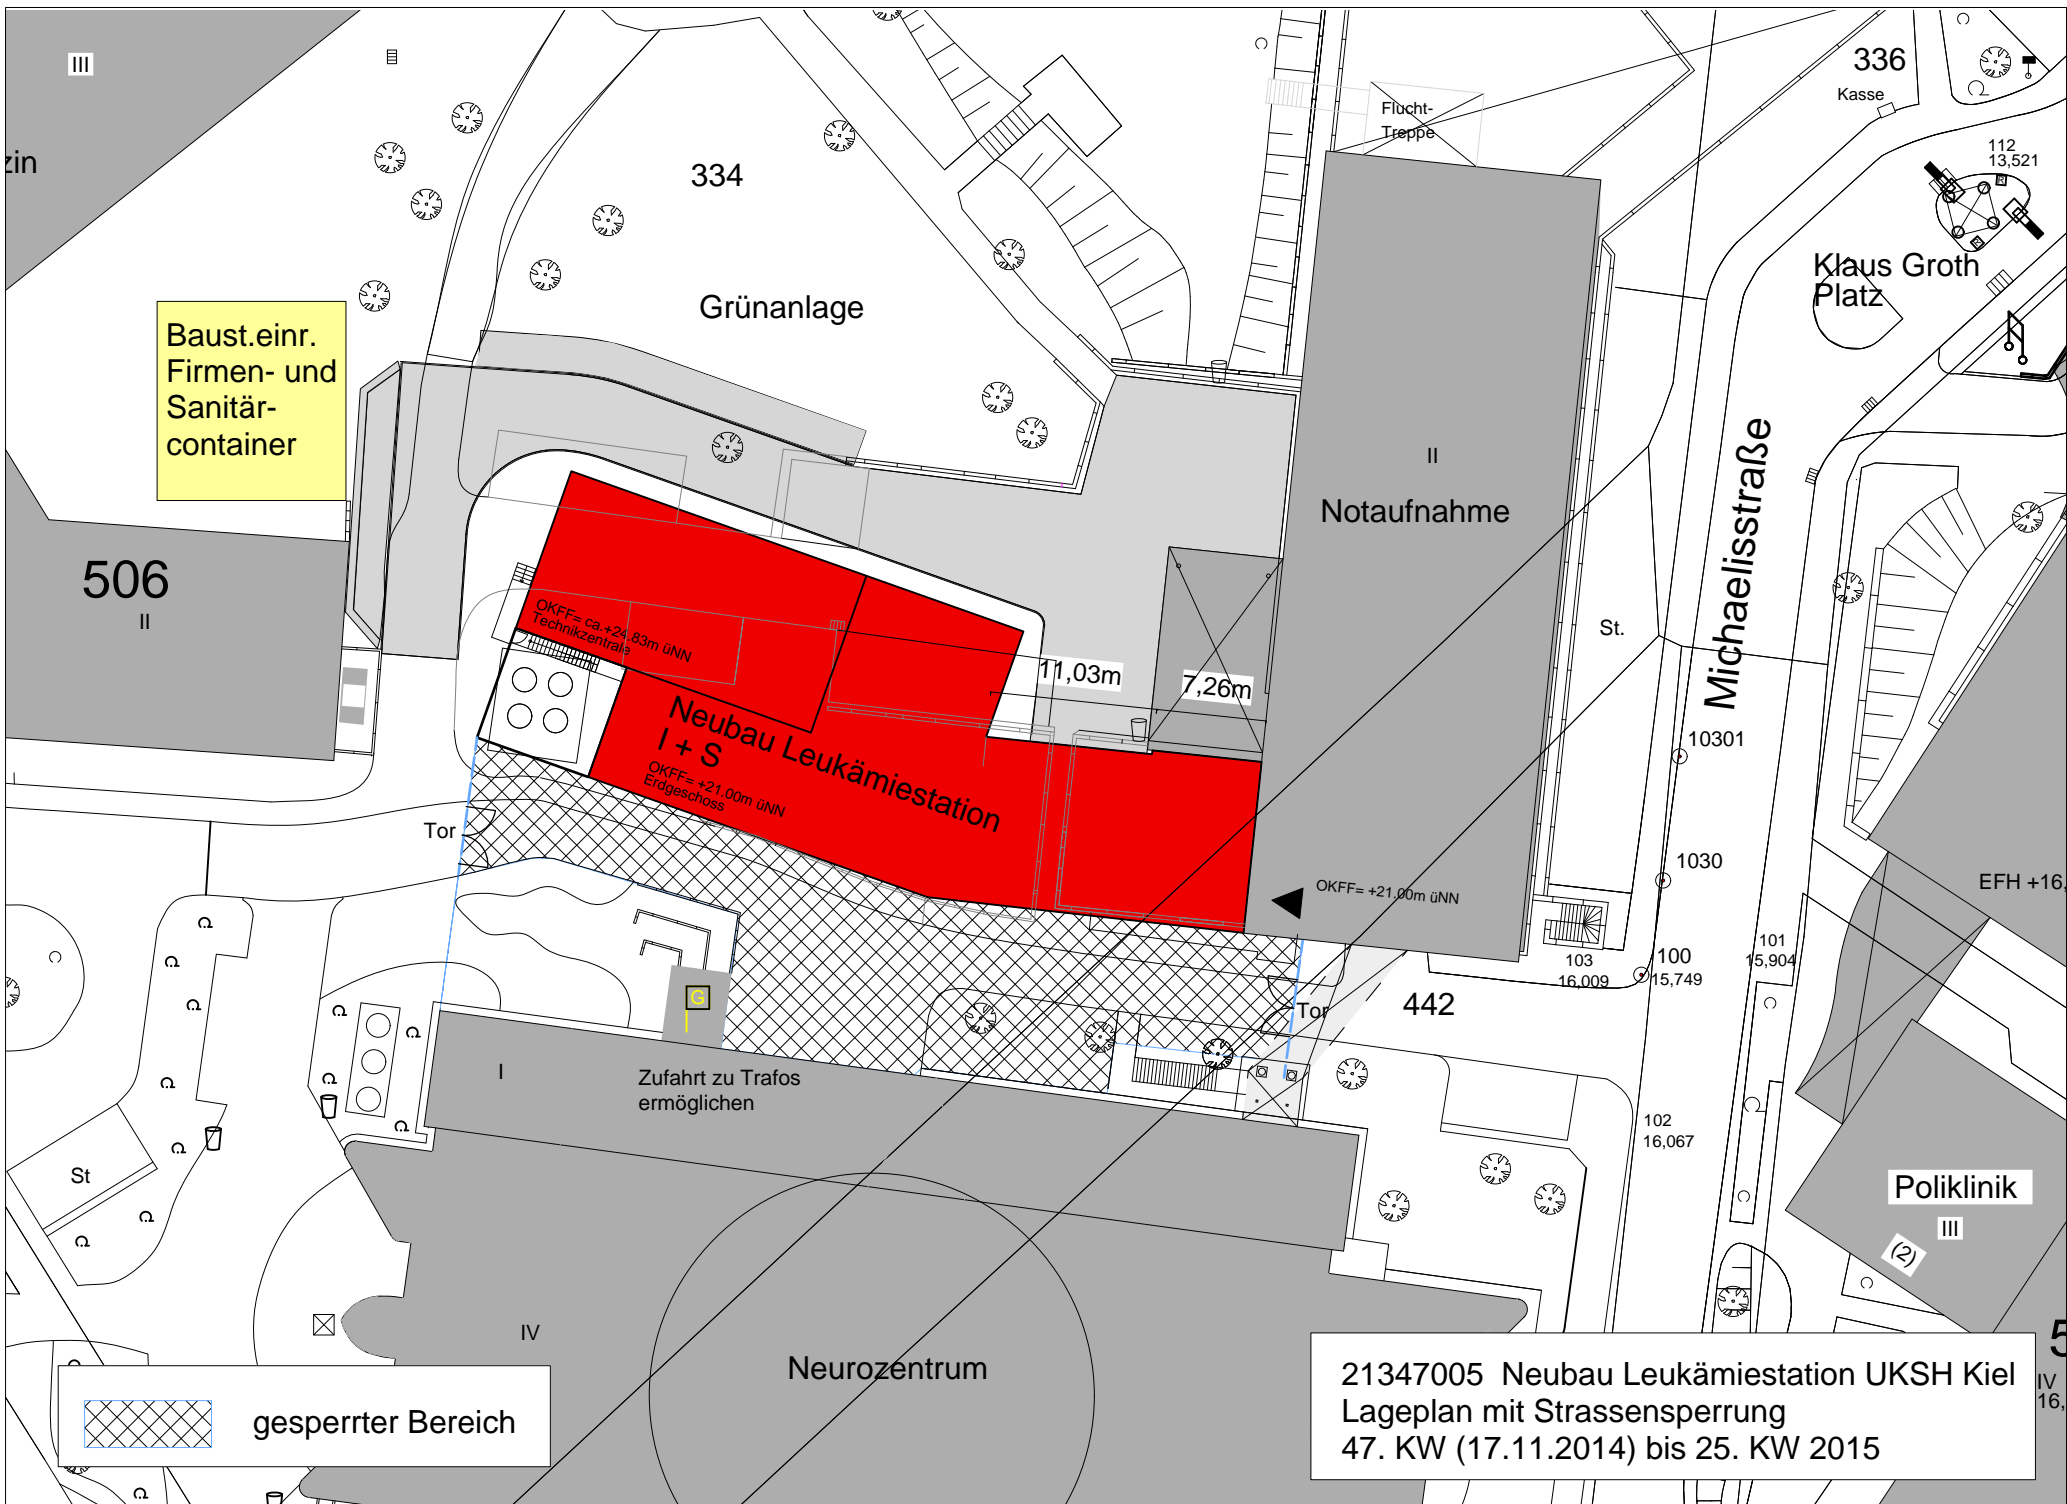 III
zin
334
Grünanlage
Flucht-
Treppe
336
Kasse
112
13,521
Klaus Groth
Platz
Baust.einr.
Firmen- und
Sanitär-
container
506
II
II
Notaufnahme
St.
Michaelisstraße
OKFF= ca.+24.83m üNN
Technikzentrale
11,03m
7,26m
Neubau Leukämiestation
I + S
OKFF= +21.00m üNN
Erdgeschoss
Tor
10301
1030
OKFF= +21.00m üNN
EFH +16,
103
16,009
100
15,749
101
15,904
G
Tor
442
I
Zufahrt zu Trafos
ermöglichen
102
16,067
St
Poliklinik
III
(2)
IV
Neurozentrum
5
IV
16,
gesperrter Bereich
21347005 Neubau Leukämiestation UKSH Kiel
Lageplan mit Strassensperrung
47. KW (17.11.2014) bis 25. KW 2015